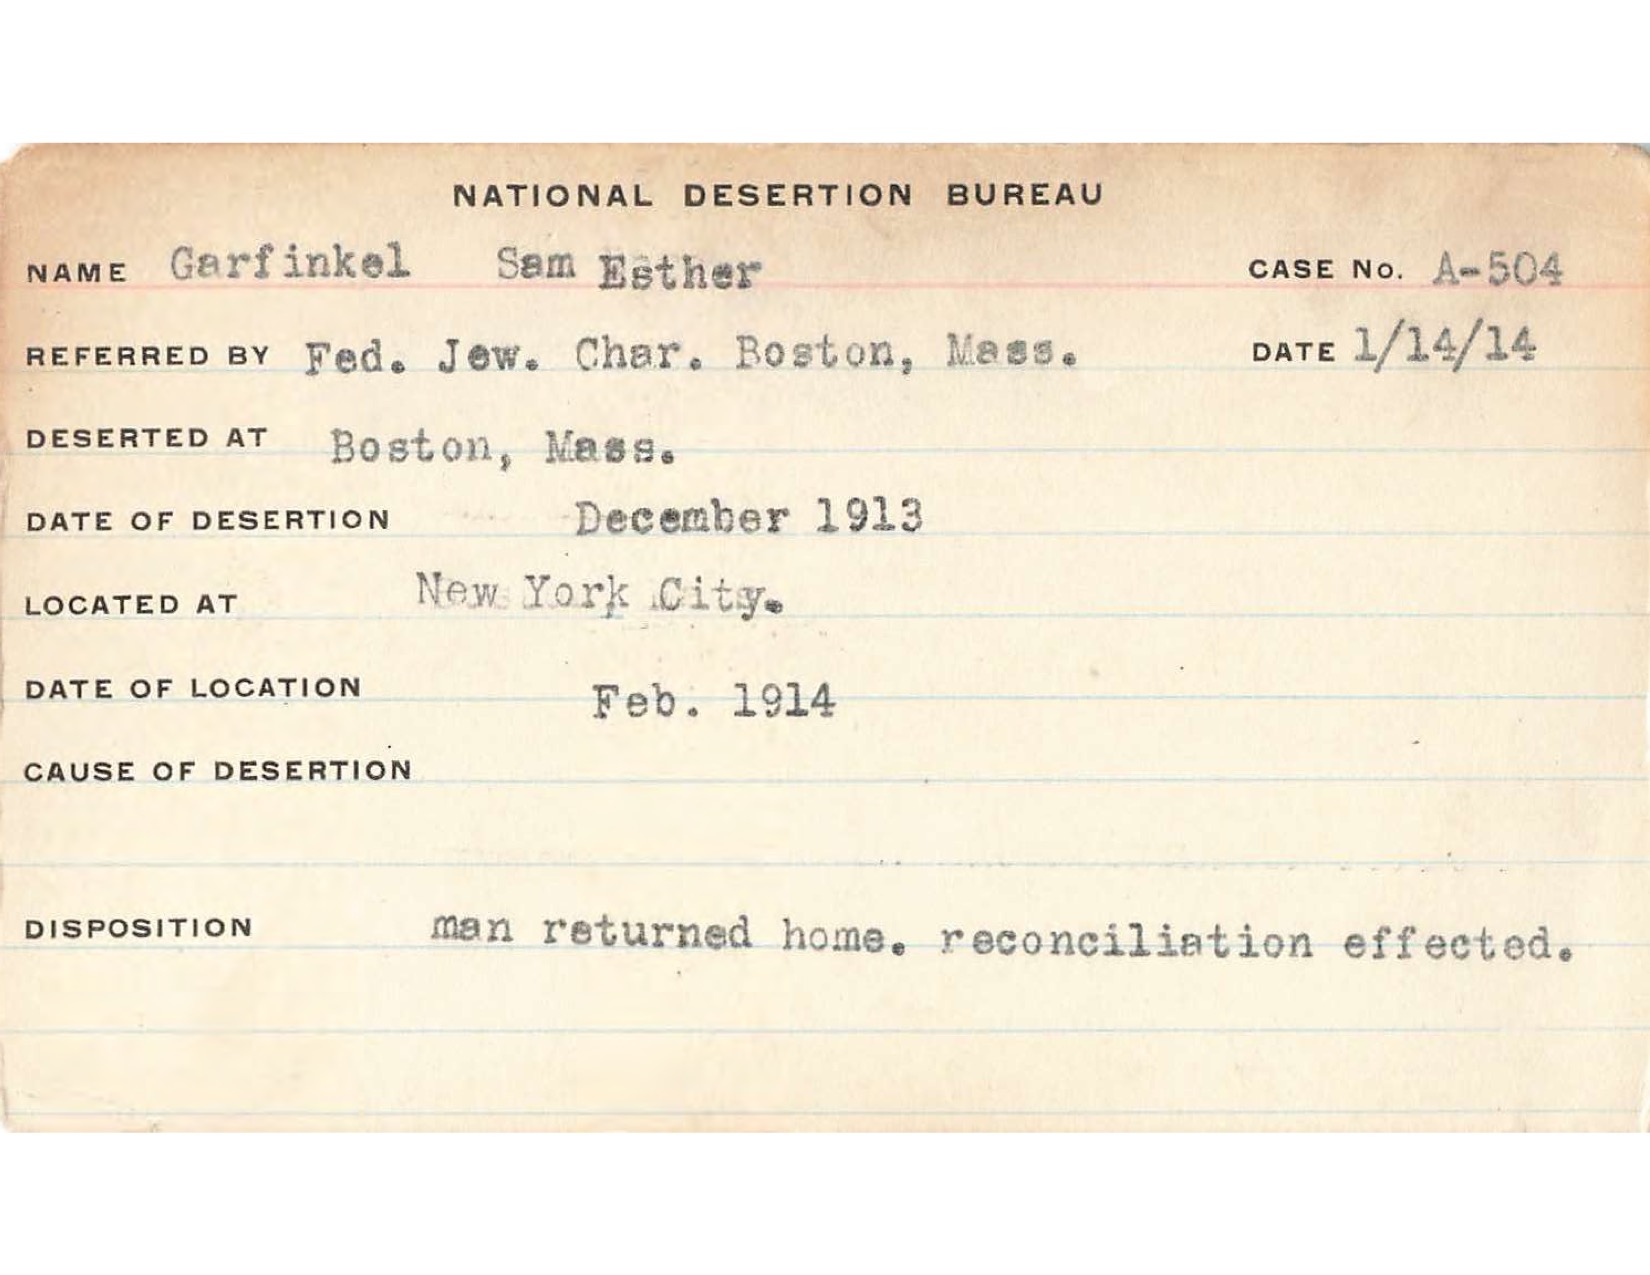 NATIONAL DESERTION BUREAU
NAME Garfinkel Sam Esther CASE No. A-504
REFERRED BY Fed. Jew. Char. Boston, Mass. DATE 1/14/14
DESERTED AT Boston, Mass.
DATE OF DESERTION December 1913
LOCATED AT New York City.
DATE OF LOCATION Feb. 1914
CAUSE OF DESERTION
DISPOSITION man returned home. reconciliation effected.